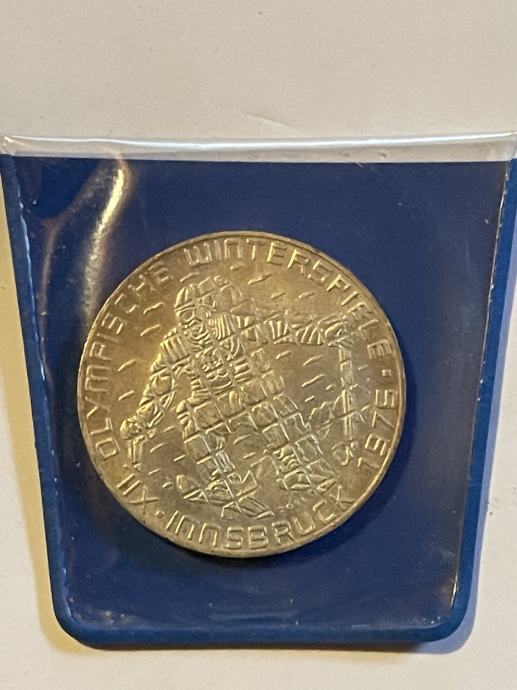 XII · OLYMPISCHE WINTERSPIELE · 1976 INNSBRUCK ·